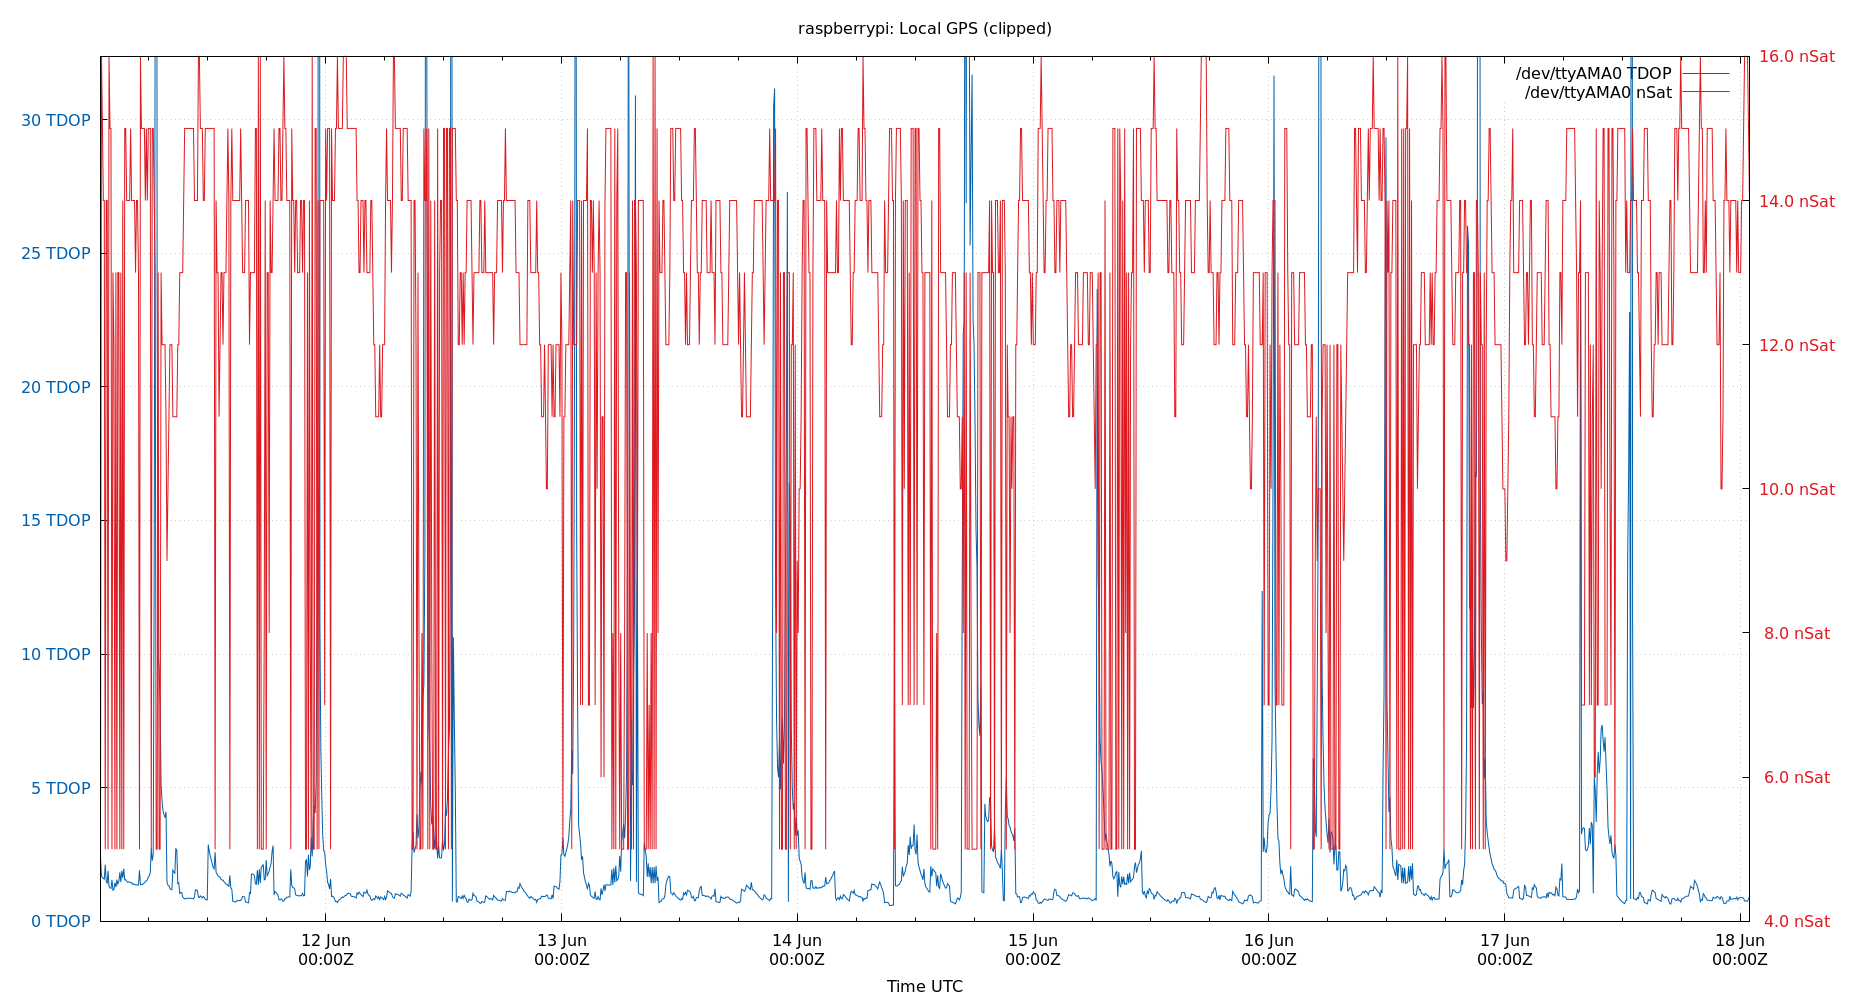 raspberrypi: Local GPS (clipped)
16.0 nSat
/dev/ttyAMA0 TDOP
/dev/ttyAMA0 nSat
30 TDOP
14.0 nSat
25 TDOP
12.0 nSat
20 TDOP
10.0 nSat
15 TDOP
8.0 nSat
10 TDOP
6.0 nSat
5 TDOP
4.0 nSat
0 TDOP
12 Jun 13 Jun 14 Jun 15 Jun 16 Jun 17 Jun 18 Jun
00:00Z 00:00Z 00:00Z 00:00Z 00:00Z 00:00Z 00:00Z
Time UTC